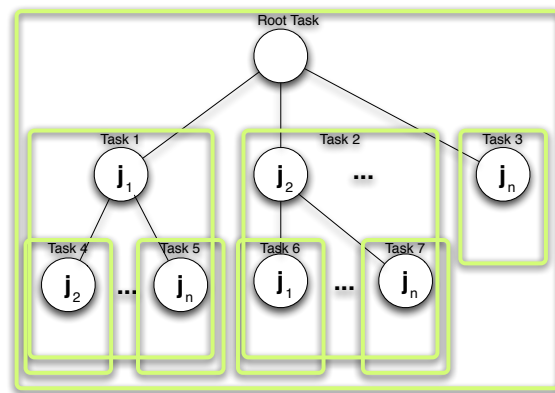 Root Task
Task 1
Task 2
Task 3
j1
j2
...
jn
Task 4
Task 5
Task 6
Task 7
j2
...
jn
j1
...
jn